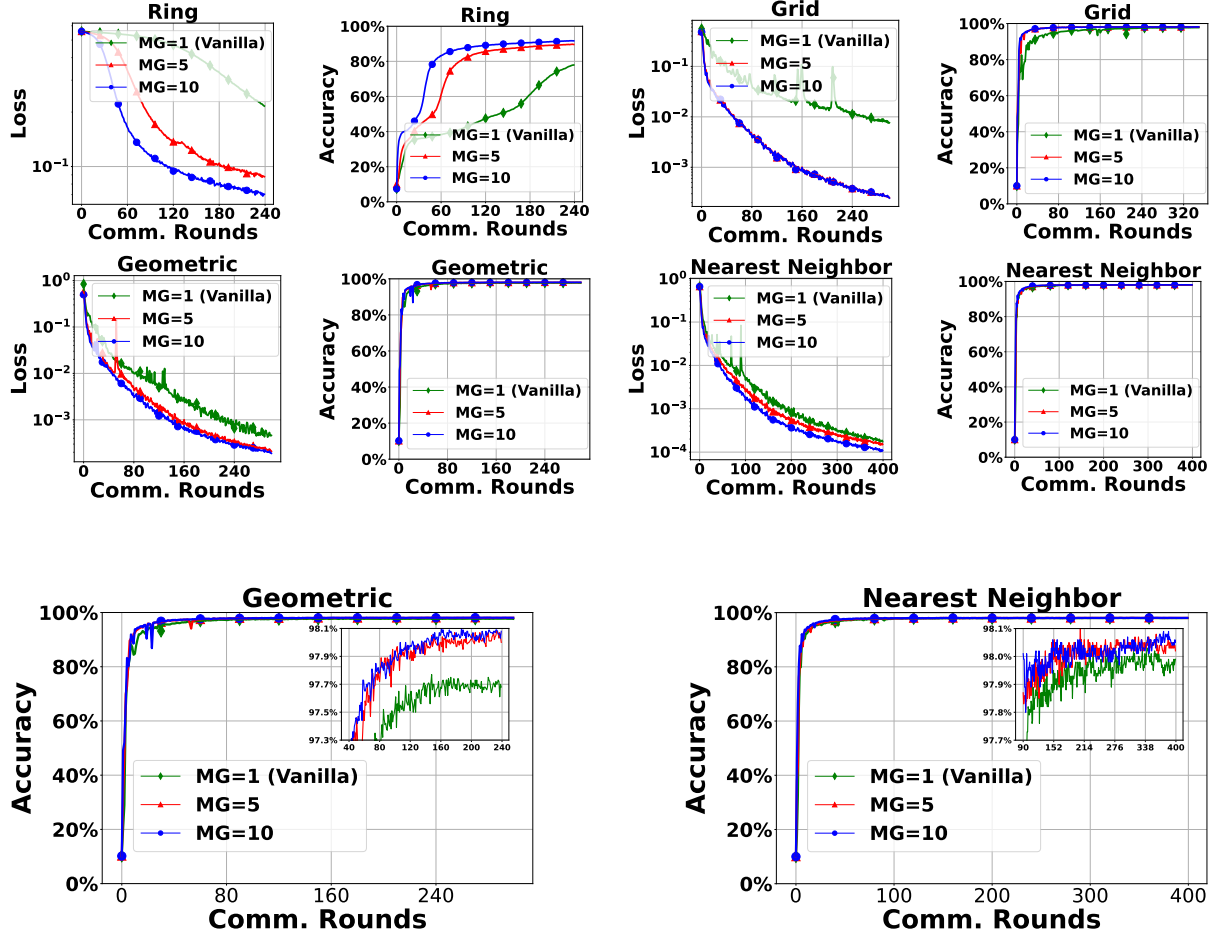 Ring
Loss
10⁻¹
MG=1 (Vanilla)
MG=5
MG=10
0 60 120 180 240
Comm. Rounds
Ring
Accuracy
100%
80%
60%
40%
20%
0%
MG=1 (Vanilla)
MG=5
MG=10
0 60 120 180 240
Comm. Rounds
Grid
Loss
10⁻¹
10⁻²
10⁻³
MG=1 (Vanilla)
MG=5
MG=10
0 80 160 240
Comm. Rounds
Grid
Accuracy
100%
80%
60%
40%
20%
0%
MG=1 (Vanilla)
MG=5
MG=10
0 80 160 240 320
Comm. Rounds
Geometric
Loss
10⁰
10⁻¹
10⁻²
10⁻³
MG=1 (Vanilla)
MG=5
MG=10
0 80 160 240
Comm. Rounds
Geometric
Accuracy
100%
80%
60%
40%
20%
0%
MG=1 (Vanilla)
MG=5
MG=10
0 80 160 240
Comm. Rounds
Nearest Neighbor
Loss
10⁰
10⁻¹
10⁻²
10⁻³
10⁻⁴
MG=1 (Vanilla)
MG=5
MG=10
0 100 200 300 400
Comm. Rounds
Nearest Neighbor
Accuracy
100%
80%
60%
40%
20%
0%
MG=1 (Vanilla)
MG=5
MG=10
0 100 200 300 400
Comm. Rounds
Geometric
Accuracy
100%
80%
60%
40%
20%
0%
98.1%
97.9%
97.7%
97.5%
97.3%
40 80 120 160 200 240
MG=1 (Vanilla)
MG=5
MG=10
0 80 160 240
Comm. Rounds
Nearest Neighbor
Accuracy
100%
80%
60%
40%
20%
0%
98.1%
98.0%
97.9%
97.8%
97.7%
90 152 214 276 338 400
MG=1 (Vanilla)
MG=5
MG=10
0 100 200 300 400
Comm. Rounds